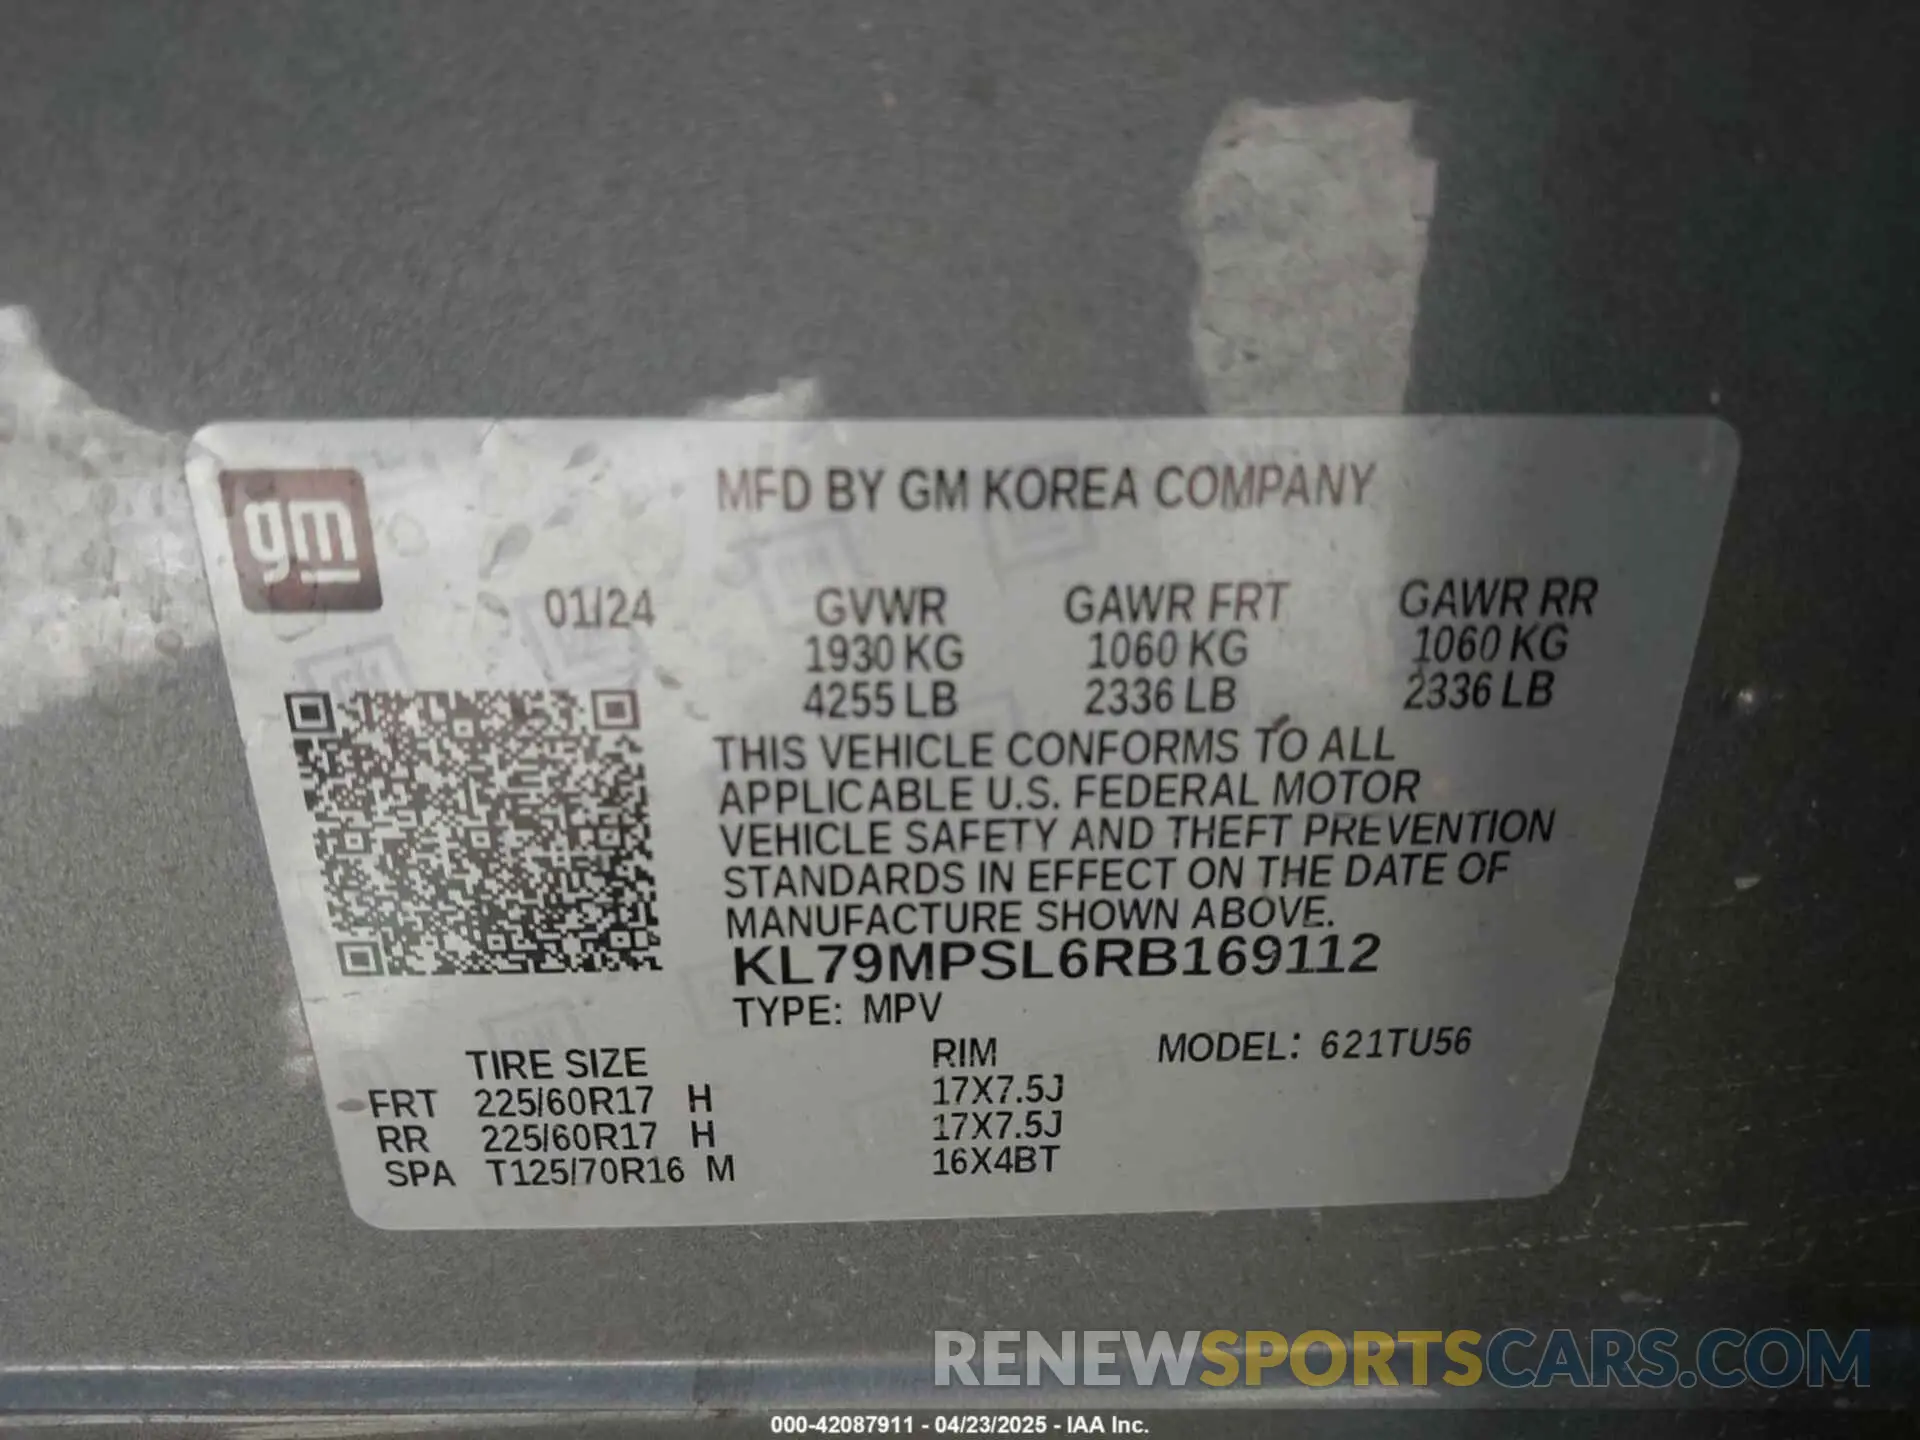 gm
MFD BY GM KOREA COMPANY
01/24 GVWR GAWR FRT GAWR RR
1930 KG 1060 KG 1060 KG
4255 LB 2336 LB 2336 LB
THIS VEHICLE CONFORMS TO ALL
APPLICABLE U.S. FEDERAL MOTOR
VEHICLE SAFETY AND THEFT PREVENTION
STANDARDS IN EFFECT ON THE DATE OF
MANUFACTURE SHOWN ABOVE.
KL79MPSL6RB169112
TYPE: MPV
TIRE SIZE RIM MODEL: 621TU56
FRT 225/60R17 H 17X7.5J
RR 225/60R17 H 17X7.5J
SPA T125/70R16 M 16X4BT
RENEWSPORTSCARS.COM
000-42087911 - 04/23/2025 - IAA Inc.